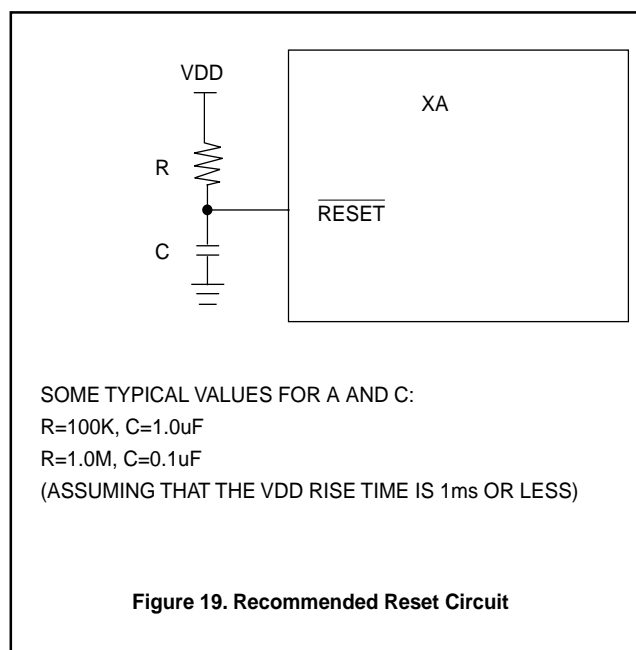 VDD
XA
R
RESET
C
SOME TYPICAL VALUES FOR A AND C:
R=100K, C=1.0uF
R=1.0M, C=0.1uF
(ASSUMING THAT THE VDD RISE TIME IS 1ms OR LESS)
Figure 19. Recommended Reset Circuit